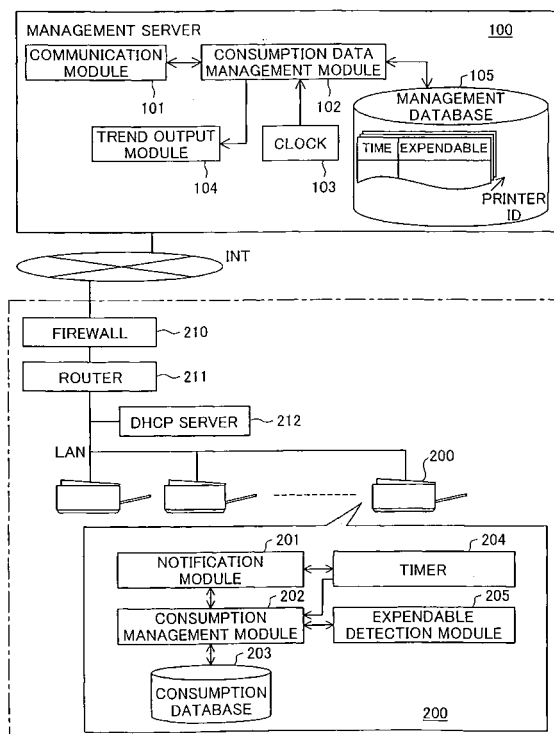 MANAGEMENT SERVER
100
COMMUNICATION
MODULE
101
CONSUMPTION DATA
MANAGEMENT MODULE
102
105
MANAGEMENT
DATABASE
TREND OUTPUT
MODULE
104
CLOCK
103
TIME
EXPENDABLE
PRINTER
ID
INT
FIREWALL
210
ROUTER
211
DHCP SERVER
212
LAN
200
201
NOTIFICATION
MODULE
204
TIMER
202
CONSUMPTION
MANAGEMENT MODULE
205
EXPENDABLE
DETECTION MODULE
203
CONSUMPTION
DATABASE
200